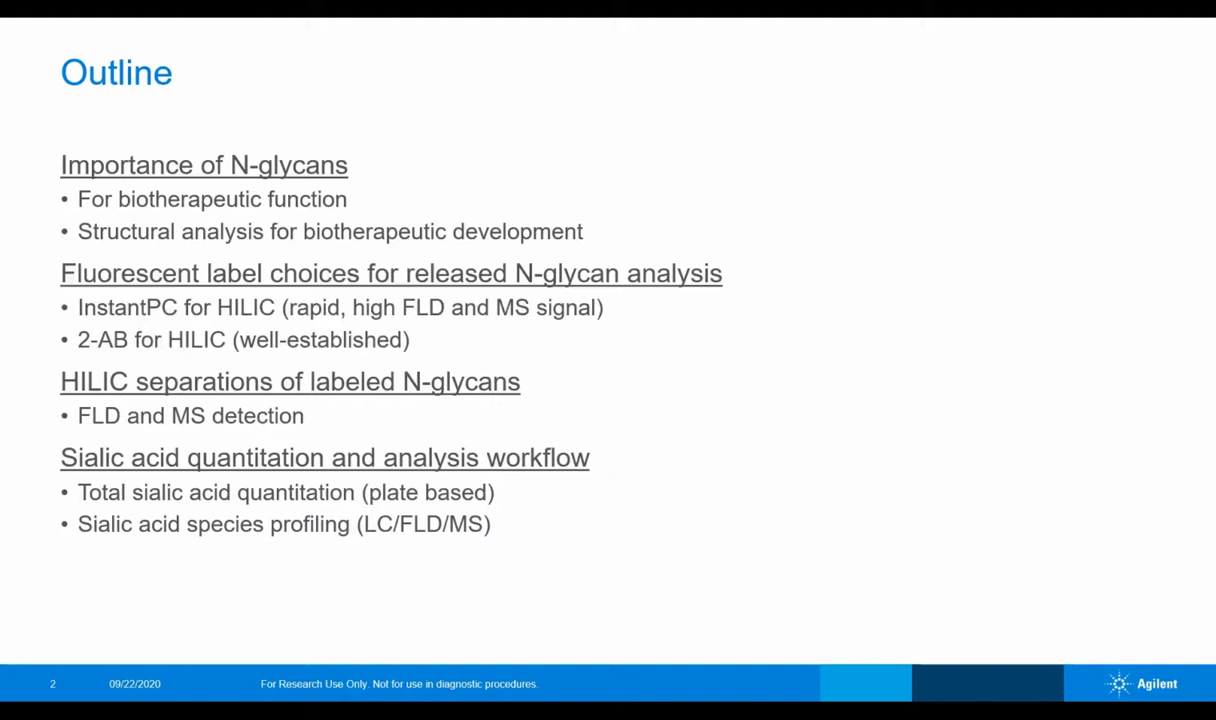 Outline
Importance of N-glycans
• For biotherapeutic function
• Structural analysis for biotherapeutic development
Fluorescent label choices for released N-glycan analysis
• InstantPC for HILIC (rapid, high FLD and MS signal)
• 2-AB for HILIC (well-established)
HILIC separations of labeled N-glycans
• FLD and MS detection
Sialic acid quantitation and analysis workflow
• Total sialic acid quantitation (plate based)
• Sialic acid species profiling (LC/FLD/MS)
2 09/22/2020 For Research Use Only. Not for use in diagnostic procedures. Agilent